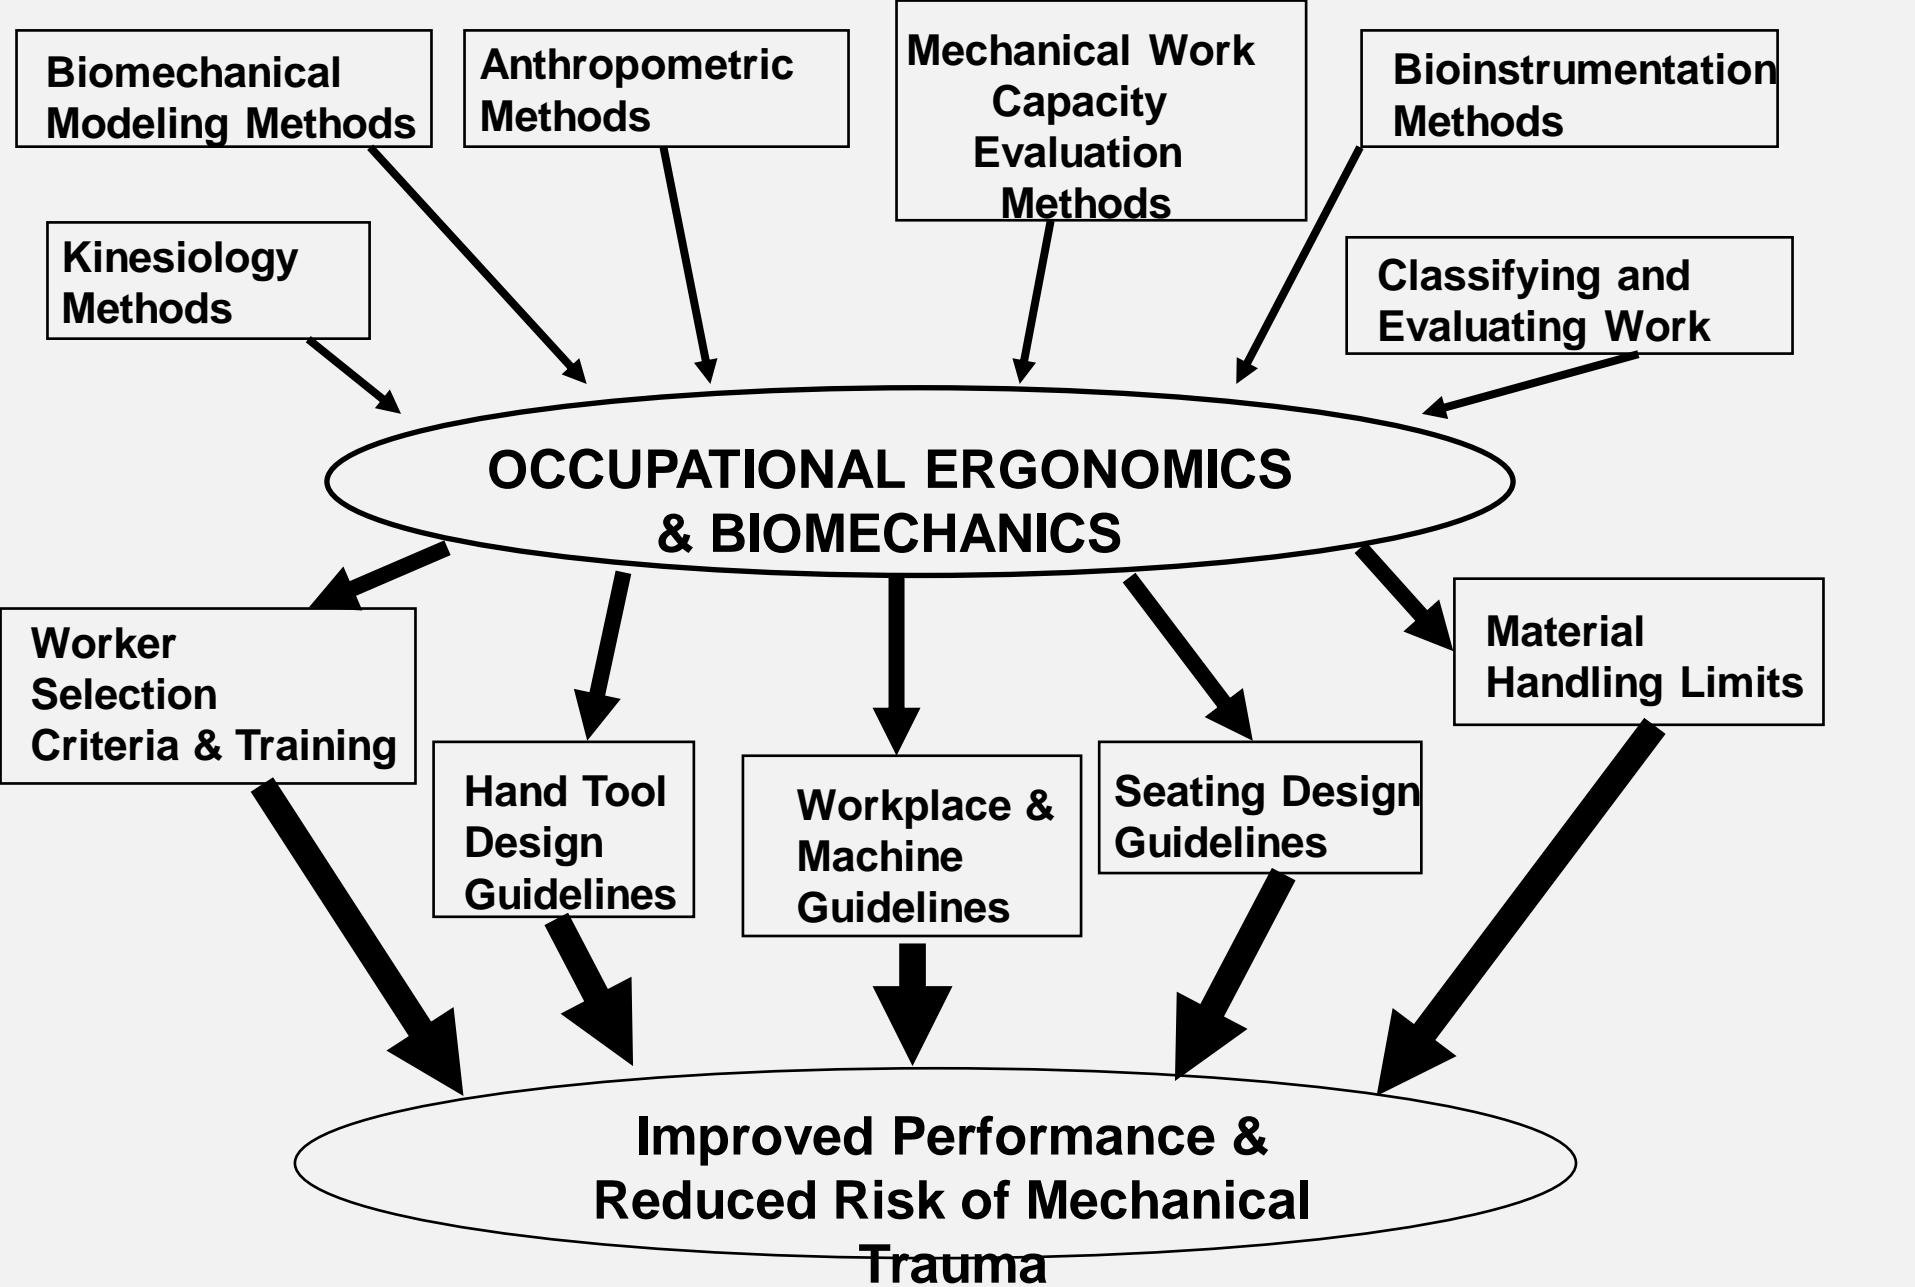 Biomechanical
Modeling Methods
Anthropometric
Methods
Mechanical Work
Capacity
Evaluation
Methods
Bioinstrumentation
Methods
Kinesiology
Methods
Classifying and
Evaluating Work
OCCUPATIONAL ERGONOMICS
& BIOMECHANICS
Worker
Selection
Criteria & Training
Hand Tool
Design
Guidelines
Workplace &
Machine
Guidelines
Seating Design
Guidelines
Material
Handling Limits
Improved Performance &
Reduced Risk of Mechanical
Trauma